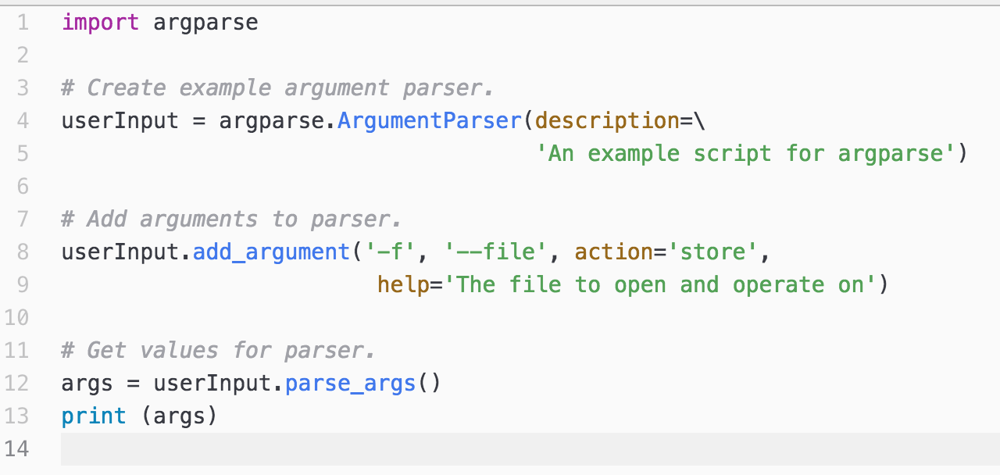 1 import argparse
2
3 # Create example argument parser.
4 userInput = argparse.ArgumentParser(description=\
5                                     'An example script for argparse')
6
7 # Add arguments to parser.
8 userInput.add_argument('-f', '--file', action='store',
9                         help='The file to open and operate on')
10
11 # Get values for parser.
12 args = userInput.parse_args()
13 print (args)
14